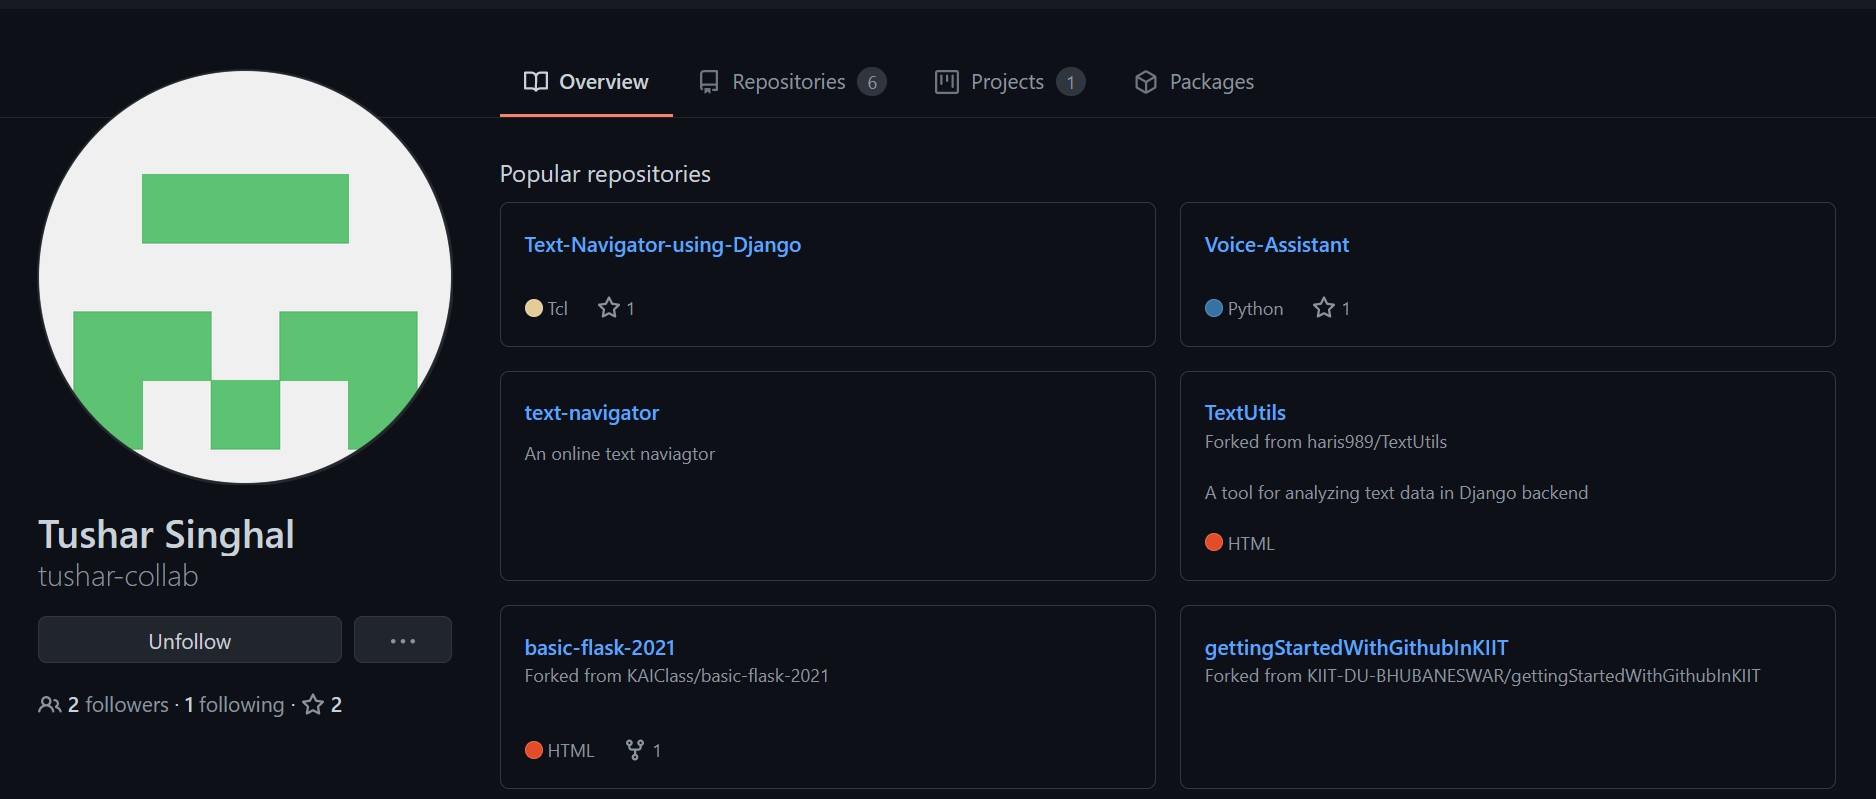 Overview Repositories 6 Projects 1 Packages
Popular repositories
Text-Navigator-using-Django
Tcl 1
Voice-Assistant
Python 1
text-navigator
An online text naviagtor
TextUtils
Forked from haris989/TextUtils
A tool for analyzing text data in Django backend
HTML
basic-flask-2021
Forked from KAIClass/basic-flask-2021
HTML 1
gettingStartedWithGithubInKIIT
Forked from KIIT-DU-BHUBANESWAR/gettingStartedWithGithubInKIIT
Tushar Singhal
tushar-collab
Unfollow ...
2 followers · 1 following · 2